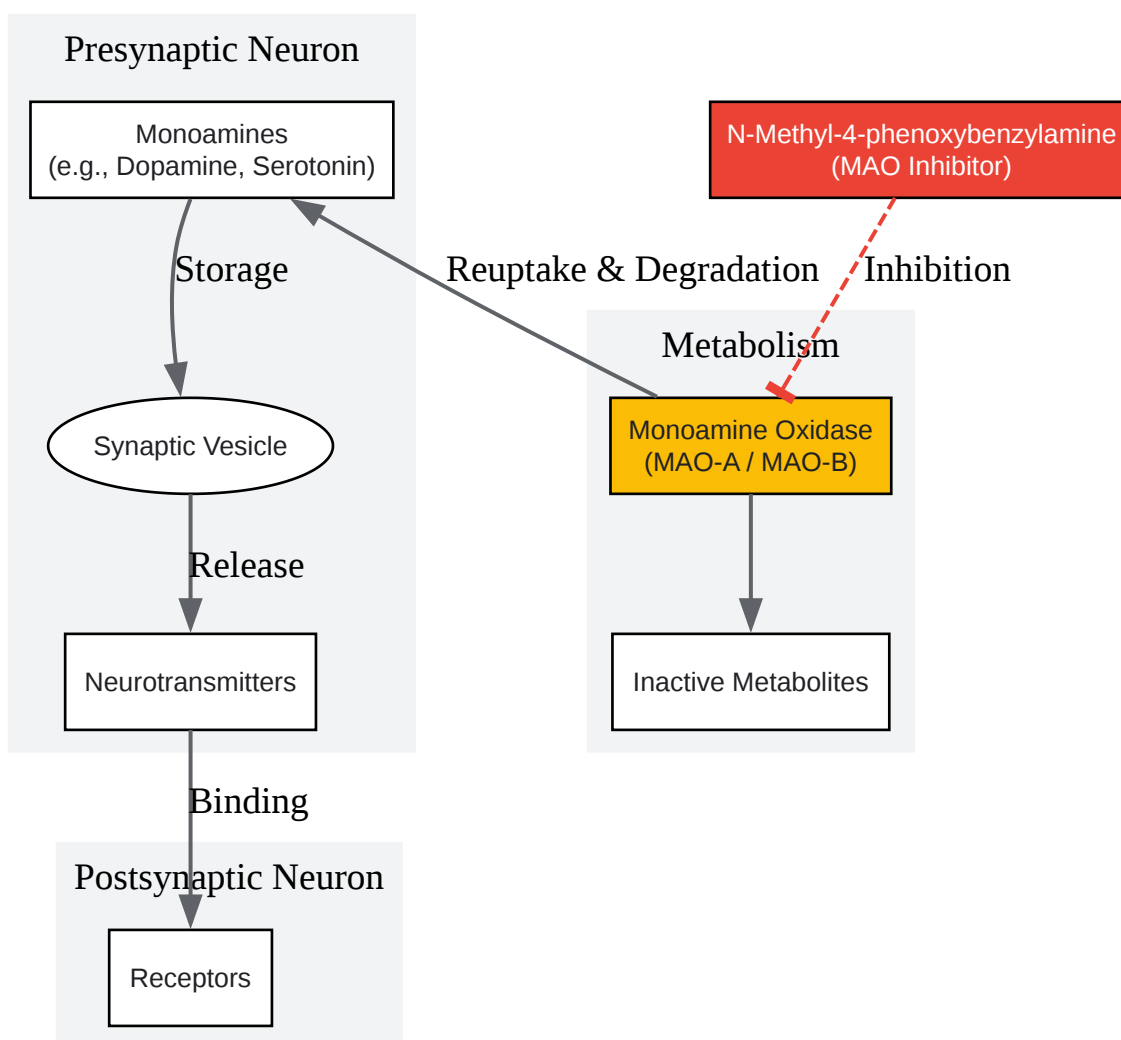 Presynaptic Neuron
Monoamines
(e.g., Dopamine, Serotonin)
N-Methyl-4-phenoxybenzylamine
(MAO Inhibitor)
Storage
Reuptake & Degradation
Inhibition
Metabolism
Synaptic Vesicle
Monoamine Oxidase
(MAO-A / MAO-B)
Release
Neurotransmitters
Inactive Metabolites
Binding
Postsynaptic Neuron
Receptors